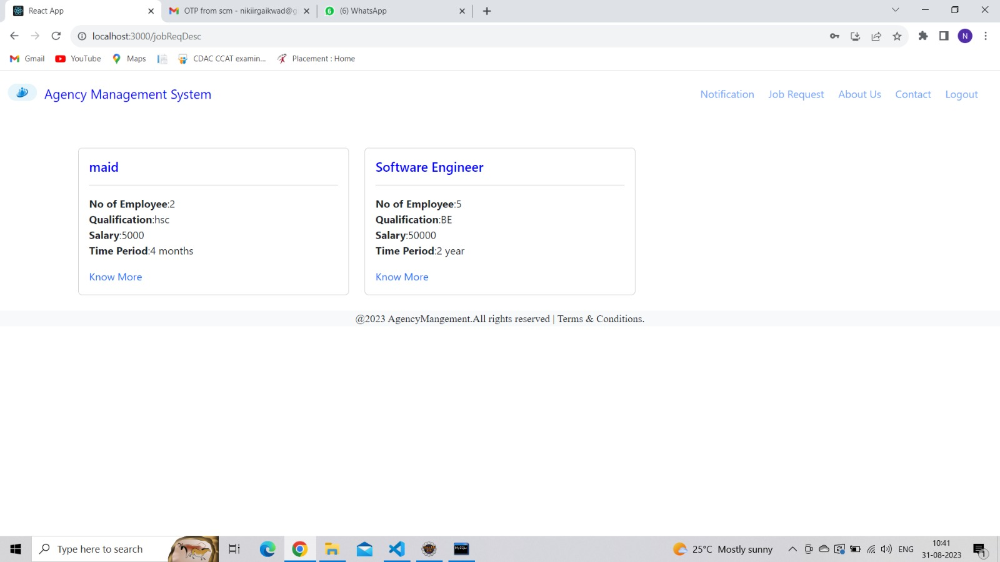 React App
OTP from scm - nikiirgaikwad@g
(6) WhatsApp
localhost:3000/jobReqDesc
N
Gmail
YouTube
Maps
CDAC CCAT examin...
Placement : Home
Agency Management System
Notification
Job Request
About Us
Contact
Logout
maid
No of Employee:2
Qualification:hsc
Salary:5000
Time Period:4 months
Know More
Software Engineer
No of Employee:5
Qualification:BE
Salary:50000
Time Period:2 year
Know More
@2023 AgencyMangement.All rights reserved | Terms & Conditions.
Type here to search
25°C Mostly sunny
ENG
10:41
31-08-2023
1